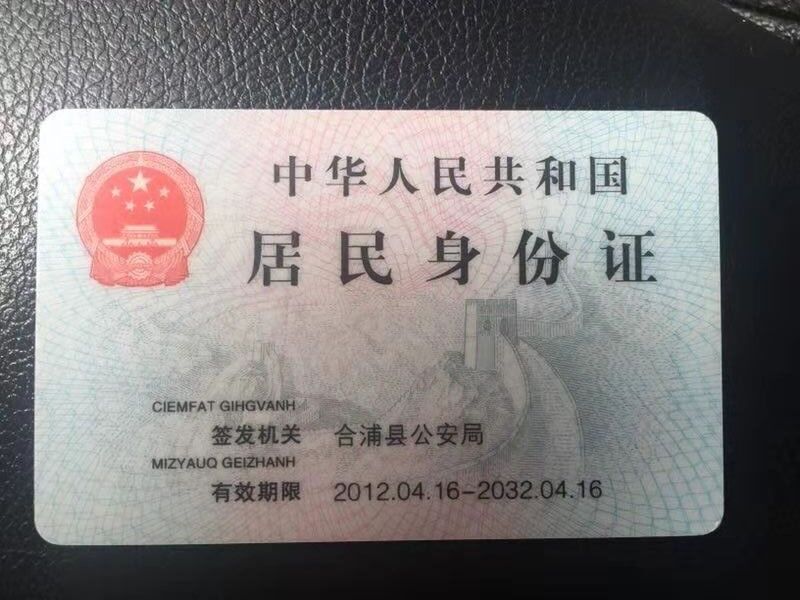 中华人民共和国
居民身份证
CIEMFAT GIHGVANH
签发机关 合浦县公安局
MIZYAUQ GEIZHANH
有效期限 2012.04.16-2032.04.16